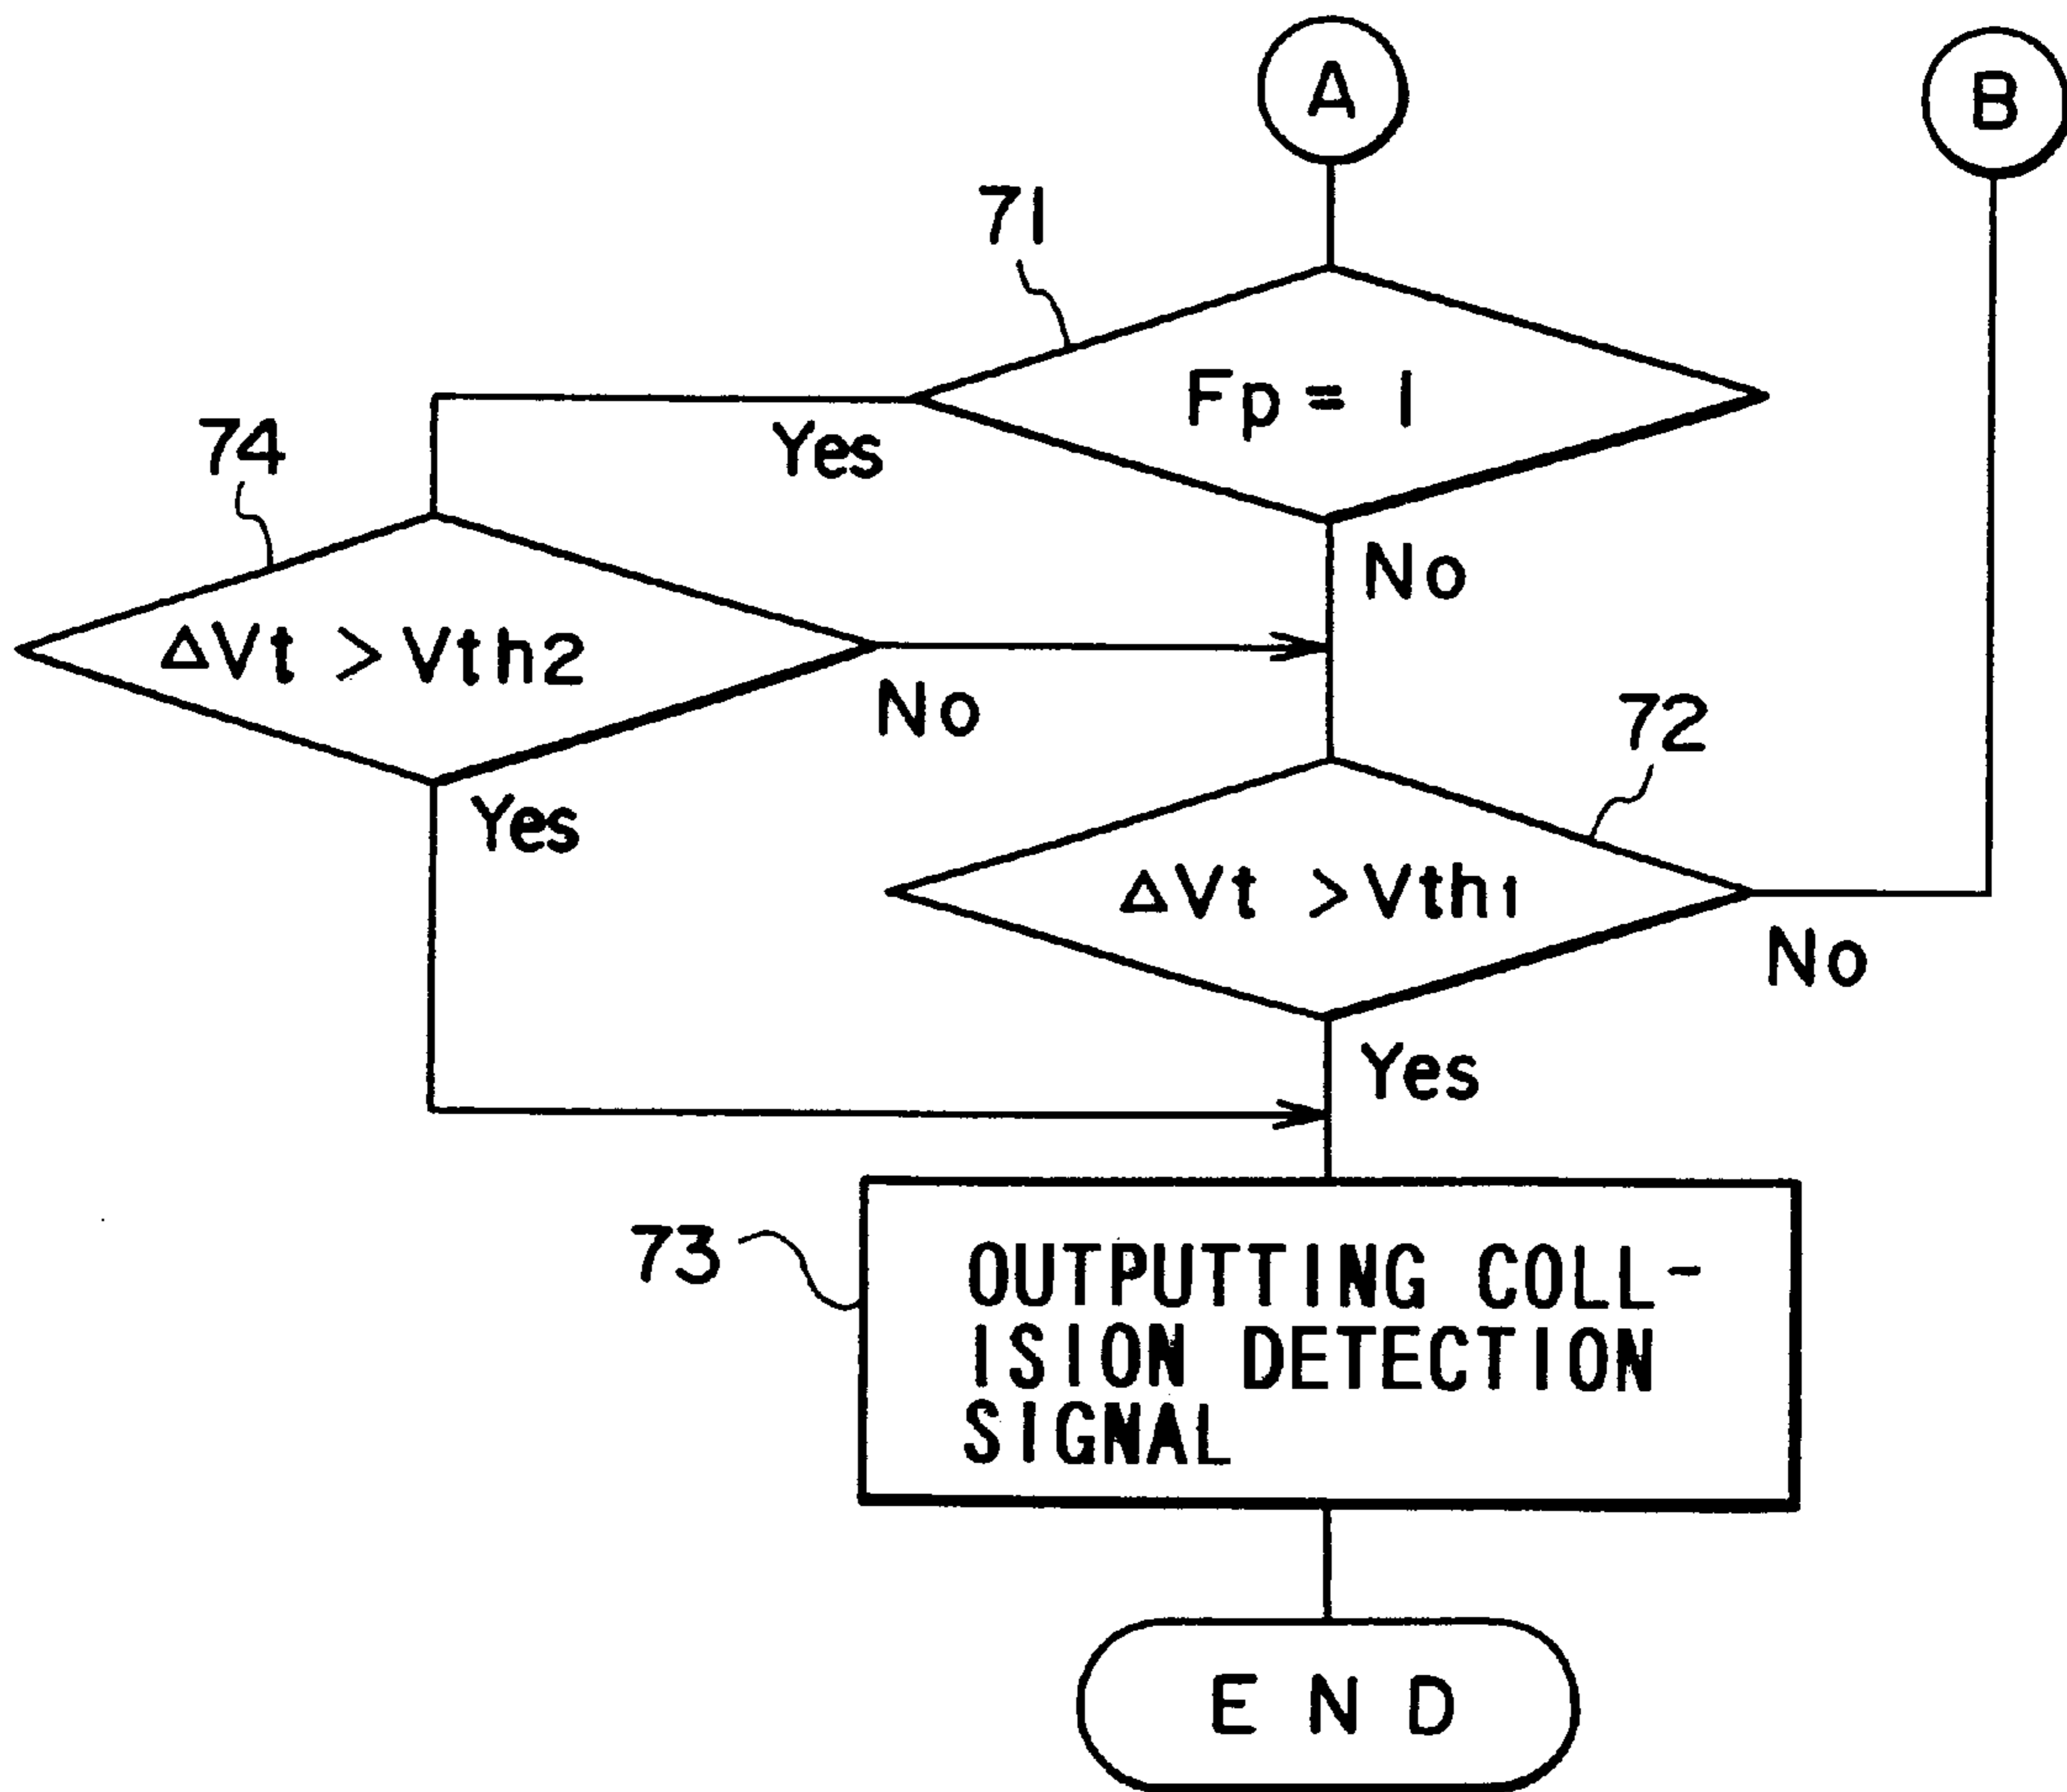 A
B
71
Fp = 1
Yes
74
No
ΔVt > Vth2
No
72
Yes
ΔVt > Vth1
No
Yes
73
OUTPUTTING COLL-
ISION DETECTION
SIGNAL
END